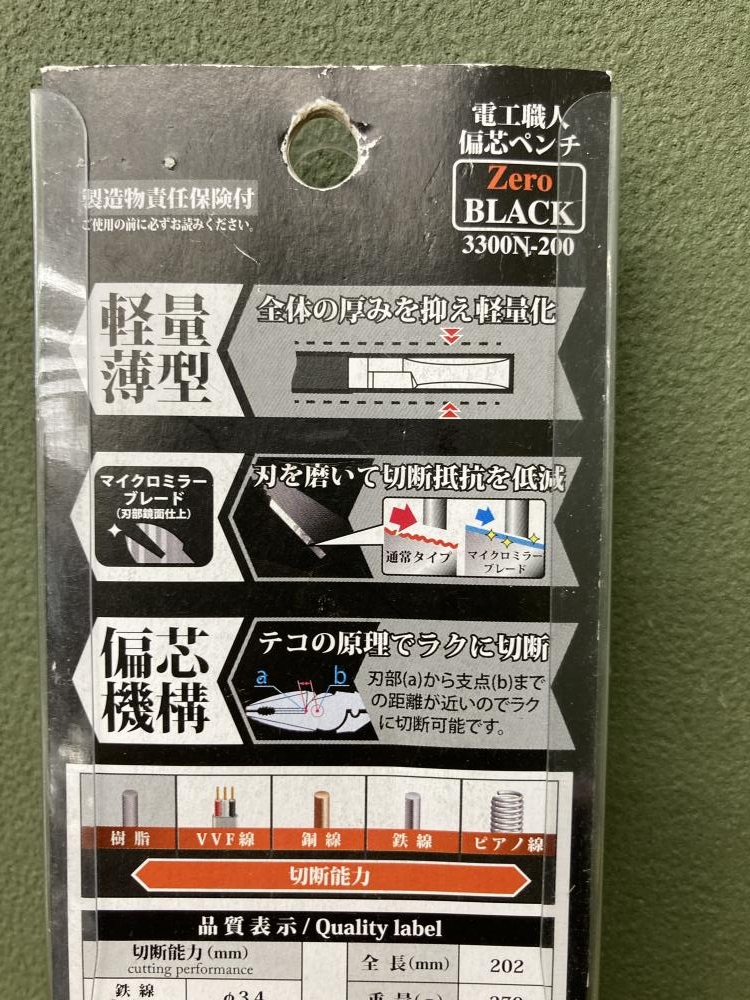 電工職人
偏芯ペンチ
Zero
BLACK
3300N-200
製造物責任保険付
ご使用の前に必ずお読みください。
軽量
薄型
全体の厚みを抑え軽量化
マイクロミラー
ブレード
(刃部鏡面仕上)
刃を磨いて切断抵抗を低減
通常タイプ
マイクロミラー
ブレード
偏芯
機構
テコの原理でラクに切断
a
b
刃部(a)から支点(b)まで
の距離が近いのでラク
に切断可能です。
樹脂
VVF線
銅線
鉄線
ピアノ線
切断能力
品質表示/Quality label
切断能力(mm)
cutting performance
全長(mm)
202
鉄線
φ3.4